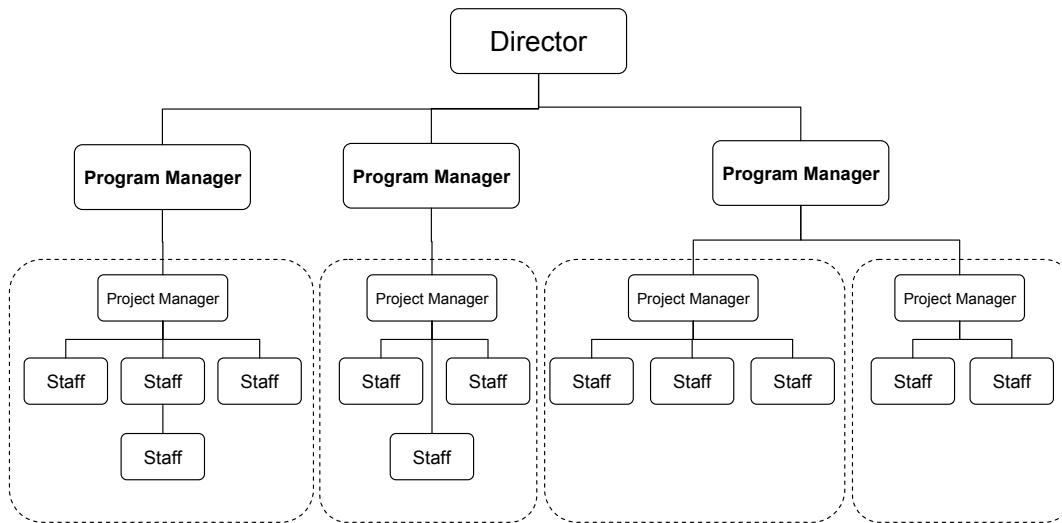 Director
Program Manager
Program Manager
Program Manager
Project Manager
Project Manager
Project Manager
Project Manager
Staff
Staff
Staff
Staff
Staff
Staff
Staff
Staff
Staff
Staff
Staff
Staff